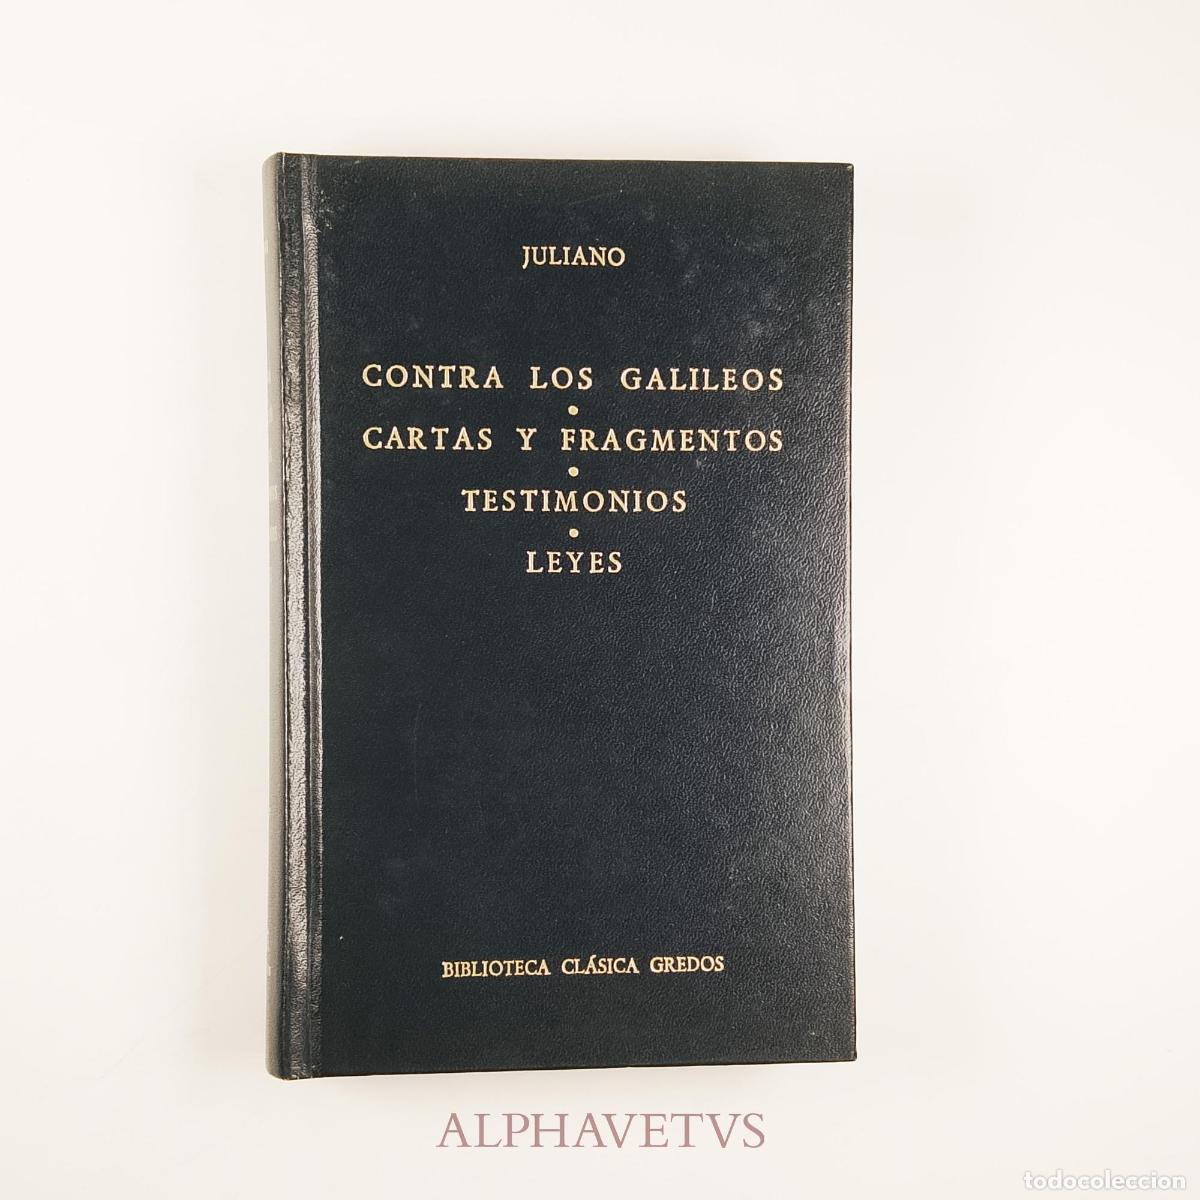 JULIANO
CONTRA LOS GALILEOS
•
CARTAS Y FRAGMENTOS
•
TESTIMONIOS
•
LEYES
BIBLIOTECA CLÁSICA GREDOS
ALPHAVETVS
todocoleccion